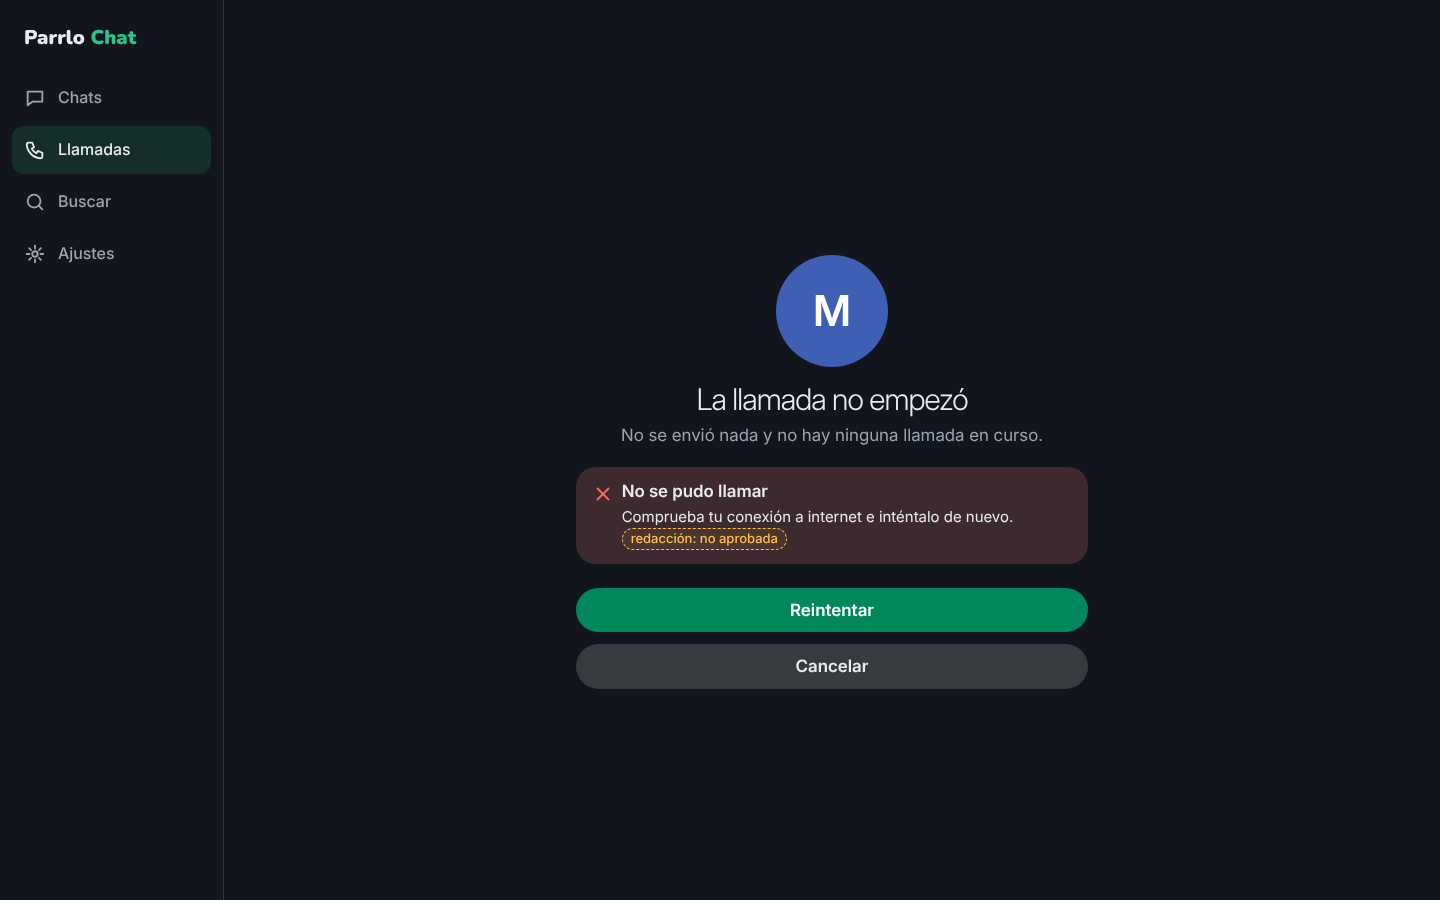 Parrlo Chat
Chats
Llamadas
Buscar
Ajustes
M
La llamada no empezó
No se envió nada y no hay ninguna llamada en curso.
No se pudo llamar
Comprueba tu conexión a internet e inténtalo de nuevo.
redacción: no aprobada
Reintentar
Cancelar